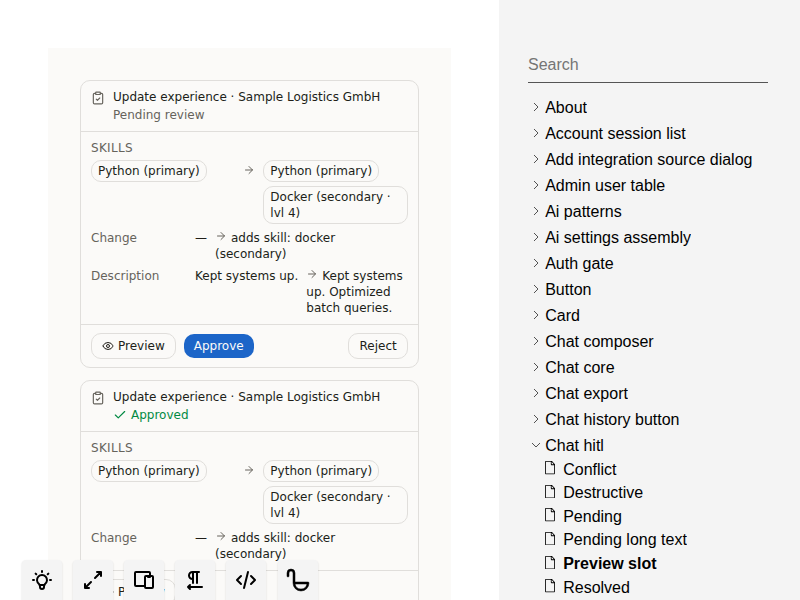 Update experience · Sample Logistics GmbH
Pending review
SKILLS
Python (primary) → Python (primary)
Docker (secondary ·
lvl 4)
Change — → adds skill: docker
(secondary)
Description Kept systems up. → Kept systems
up. Optimized
batch queries.
Preview Approve Reject
Update experience · Sample Logistics GmbH
Approved
SKILLS
Python (primary) → Python (primary)
Docker (secondary ·
lvl 4)
Change — → adds skill: docker
(secondary)
Search
About
Account session list
Add integration source dialog
Admin user table
Ai patterns
Ai settings assembly
Auth gate
Button
Card
Chat composer
Chat core
Chat export
Chat history button
Chat hitl
Conflict
Destructive
Pending
Pending long text
Preview slot
Resolved